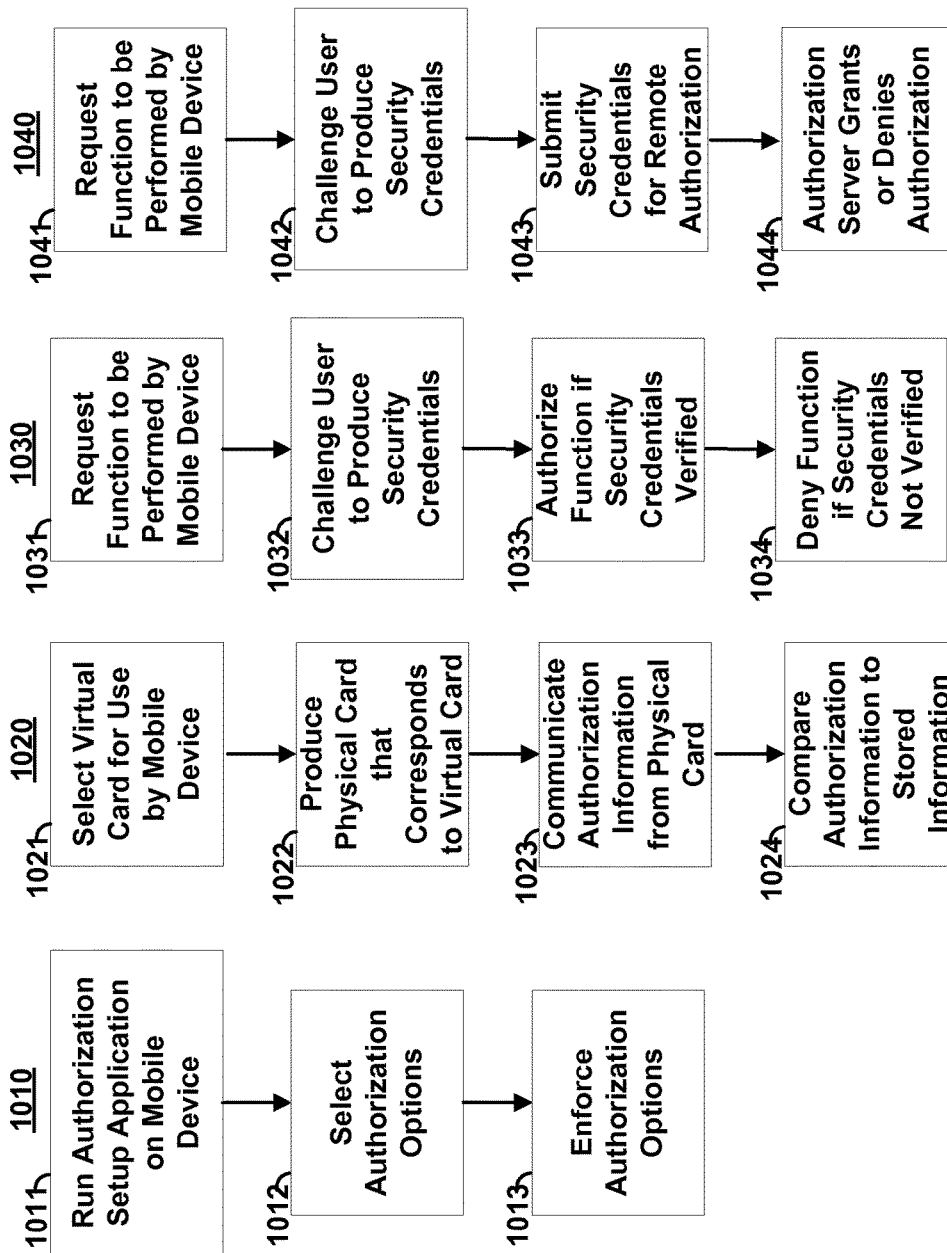 1010
1011
Run Authorization
Setup Application
on Mobile
Device
1012
Select
Authorization
Options
1013
Enforce
Authorization
Options
1020
1021
Select Virtual
Card for Use
by Mobile
Device
1022
Produce
Physical Card
that
Corresponds
to Virtual Card
1023
Communicate
Authorization
Information
from Physical
Card
1024
Compare
Authorization
Information to
Stored
Information
1030
1031
Request
Function to be
Performed by
Mobile Device
1032
Challenge User
to Produce
Security
Credentials
1033
Authorize
Function if
Security
Credentials
Verified
1034
Deny Function
if Security
Credentials
Not Verified
1040
1041
Request
Function to be
Performed by
Mobile Device
1042
Challenge User
to Produce
Security
Credentials
1043
Submit
Security
Credentials
for Remote
Authorization
1044
Authorization
Server Grants
or Denies
Authorization